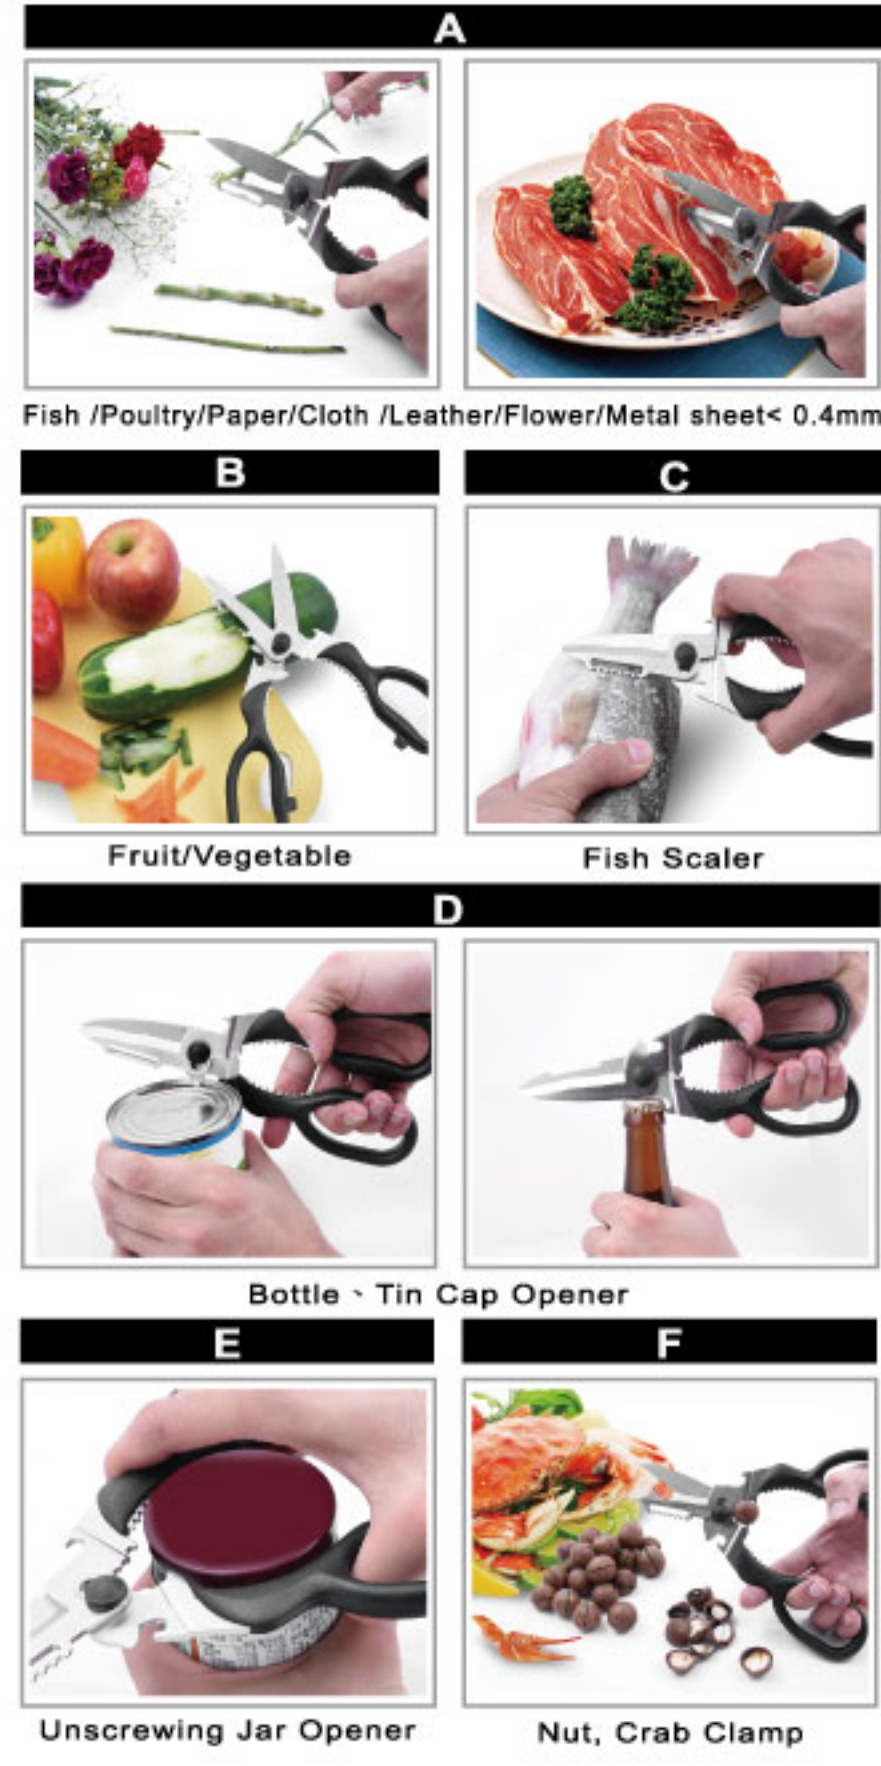 A
Fish /Poultry/Paper/Cloth /Leather/Flower/Metal sheet< 0.4mm
B
C
Fruit/Vegetable
Fish Scaler
D
Bottle、Tin Cap Opener
E
F
Unscrewing Jar Opener
Nut, Crab Clamp